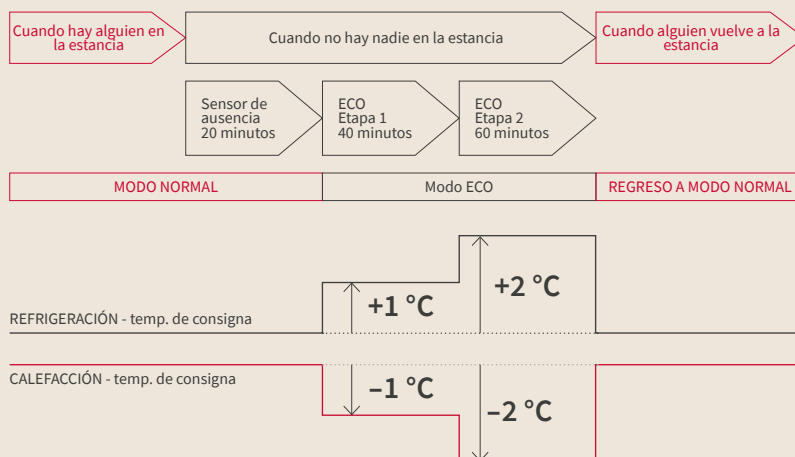 Cuando hay alguien en
la estancia
Cuando no hay nadie en la estancia
Cuando alguien vuelve a la
estancia
Sensor de
ausencia
20 minutos
ECO
Etapa 1
40 minutos
ECO
Etapa 2
60 minutos
MODO NORMAL
Modo ECO
REGRESO A MODO NORMAL
+1 °C
+2 °C
REFRIGERACIÓN - temp. de consigna
CALEFACCIÓN - temp. de consigna
–1 °C
–2 °C